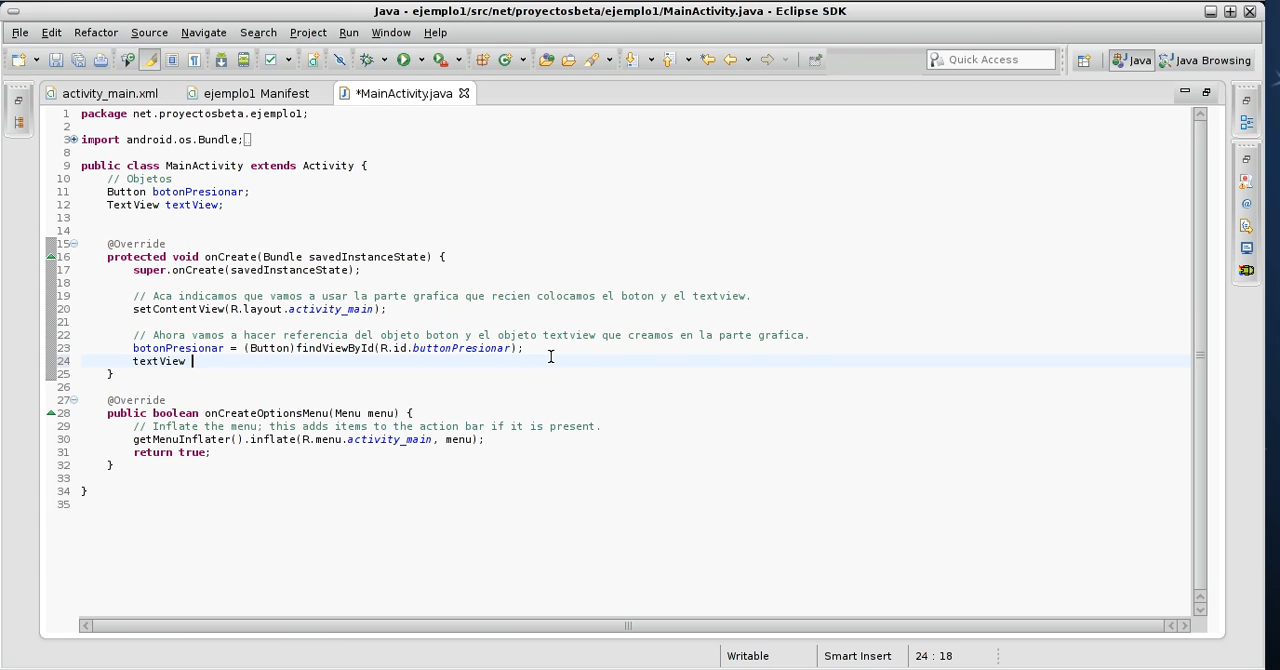 Java - ejemplo1/src/net/proyectosbeta/ejemplo1/MainActivity.java - Eclipse SDK
File Edit Refactor Source Navigate Search Project Run Window Help
Quick Access
Java
Java Browsing
activity_main.xml
ejemplo1 Manifest
*MainActivity.java
1 package net.proyectosbeta.ejemplo1;
2
3 import android.os.Bundle;
8
9 public class MainActivity extends Activity {
10 // Objetos
11 Button botonPresionar;
12 TextView textView;
13
14
15 @Override
16 protected void onCreate(Bundle savedInstanceState) {
17 super.onCreate(savedInstanceState);
18
19 // Aca indicamos que vamos a usar la parte grafica que recien colocamos el boton y el textview.
20 setContentView(R.layout.activity_main);
21
22 // Ahora vamos a hacer referencia del objeto boton y el objeto textview que creamos en la parte grafica.
23 botonPresionar = (Button)findViewById(R.id.buttonPresionar);
24 textView
25 }
26
27 @Override
28 public boolean onCreateOptionsMenu(Menu menu) {
29 // Inflate the menu; this adds items to the action bar if it is present.
30 getMenuInflater().inflate(R.menu.activity_main, menu);
31 return true;
32 }
33
34 }
35
Writable
Smart Insert
24 : 18